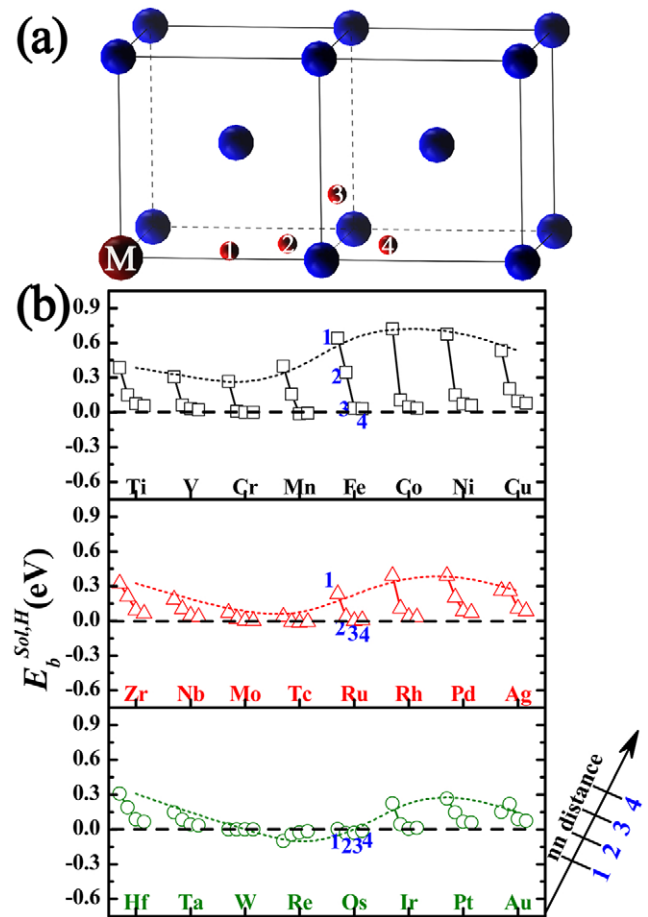 (a)
3
1 2 4
M
(b)
E_b^{Sol,H}(eV)
0.9
0.6
0.3
0.0
-0.3
-0.6
1
2
3
4
Ti V Cr Mn Fe Co Ni Cu
0.9
0.6
0.3
0.0
-0.3
-0.6
1
2 3 4
Zr Nb Mo Tc Ru Rh Pd Ag
0.9
0.6
0.3
0.0
-0.3
-0.6
1 2 3 4
Hf Ta W Re Os Ir Pt Au
nn distance
1 2 3 4